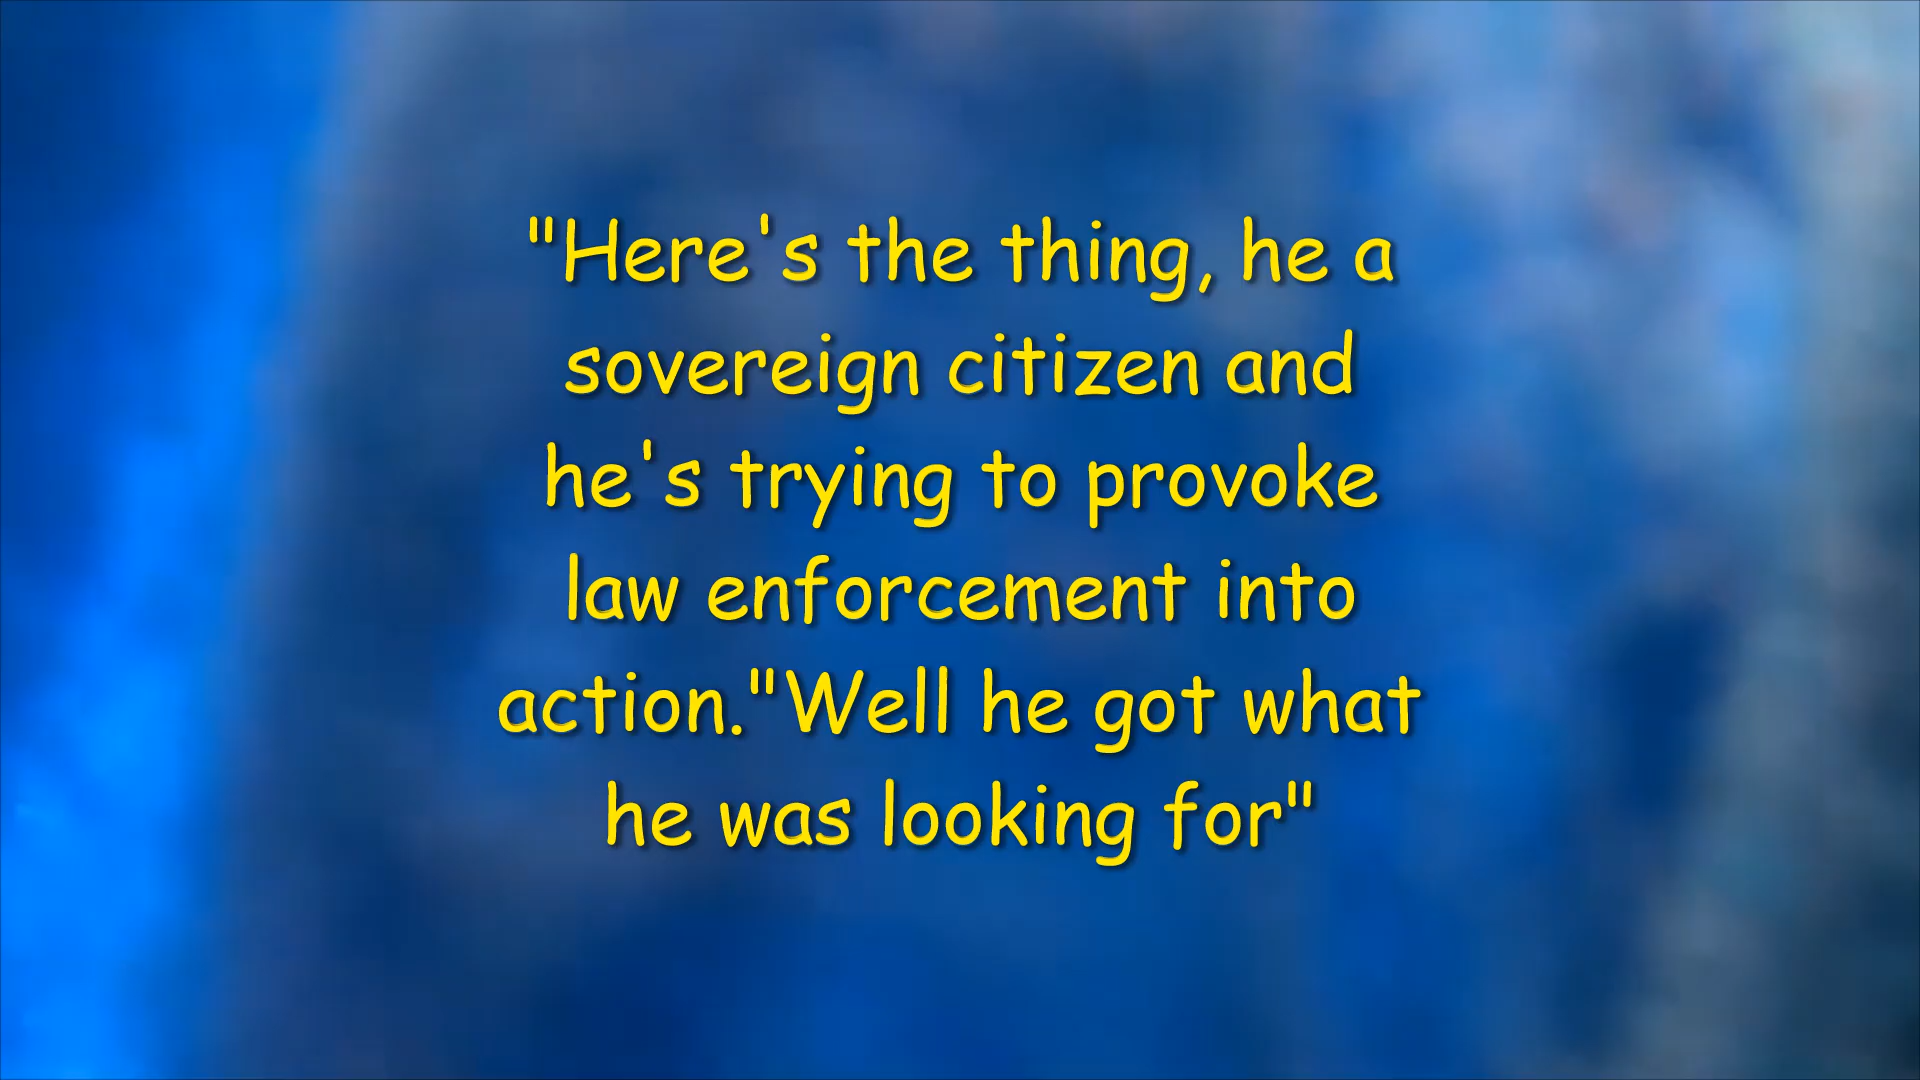 "Here's the thing, he a
sovereign citizen and
he's trying to provoke
law enforcement into
action."Well he got what
he was looking for"